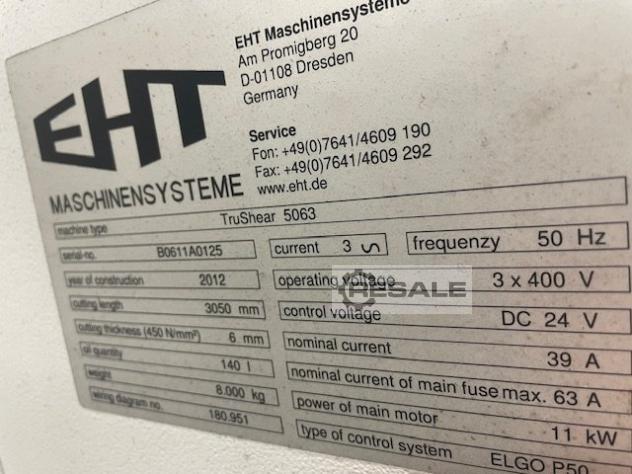 EHT
MASCHINENSYSTEME
EHT Maschinensysteme
Am Promigberg 20
D-01108 Dresden
Germany
Service
Fon: +49(0)7641/4609 190
Fax: +49(0)7641/4609 292
www.eht.de
machine type TruShear 5063
serial-no. B0611A0125
year of construction 2012
cutting length 3050 mm
cutting thickness (450 N/mm²) 6 mm
oil quantity 140 l
weight 8.000 kg
wiring diagram no. 180.951
current 3 ∽
frequenzy 50 Hz
operating voltage 3 x 400 V
control voltage DC 24 V
nominal current 39 A
nominal current of main fuse max. 63 A
power of main motor 11 kW
type of control system ELGO P50
RESALE